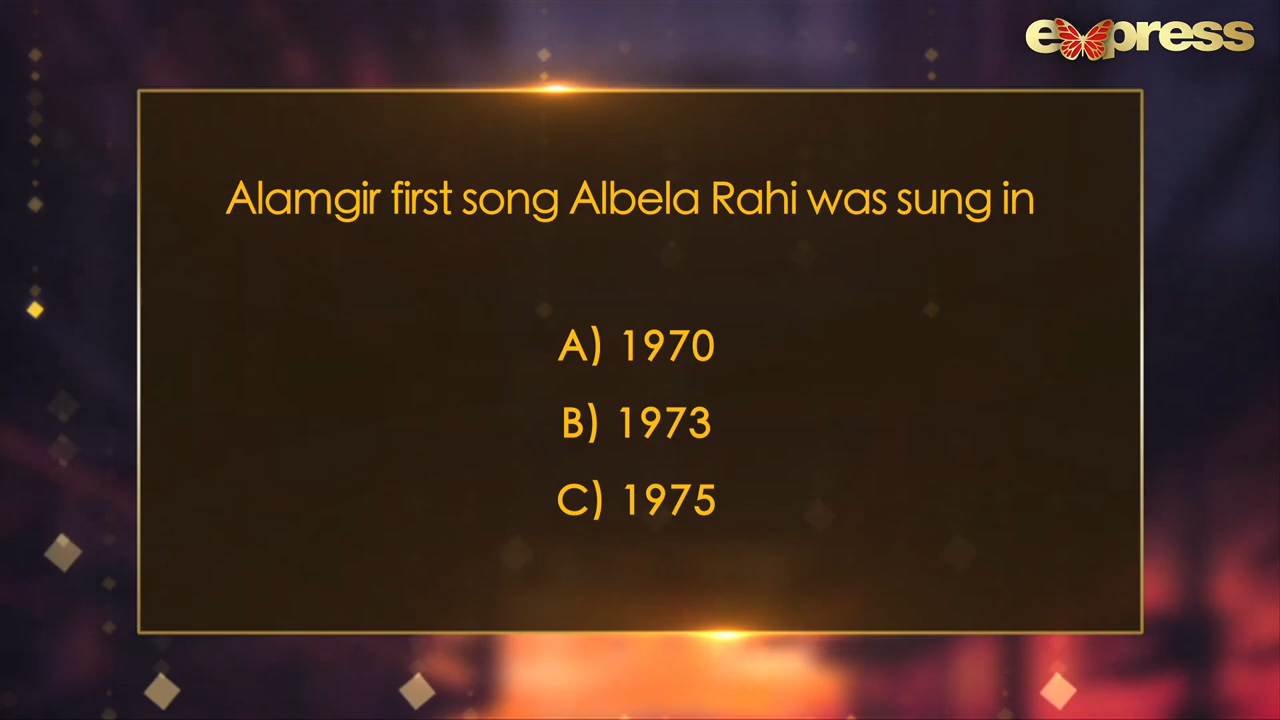 express
Alamgir first song Albela Rahi was sung in
A) 1970
B) 1973
C) 1975